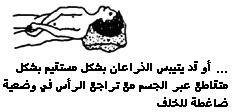 ... أو قد يتيبس الذراعان بشكل مستقيم بشكل
متقاطع عبر الجسم مع تراجع الرأس في وضعية
ضاغطة للخلف